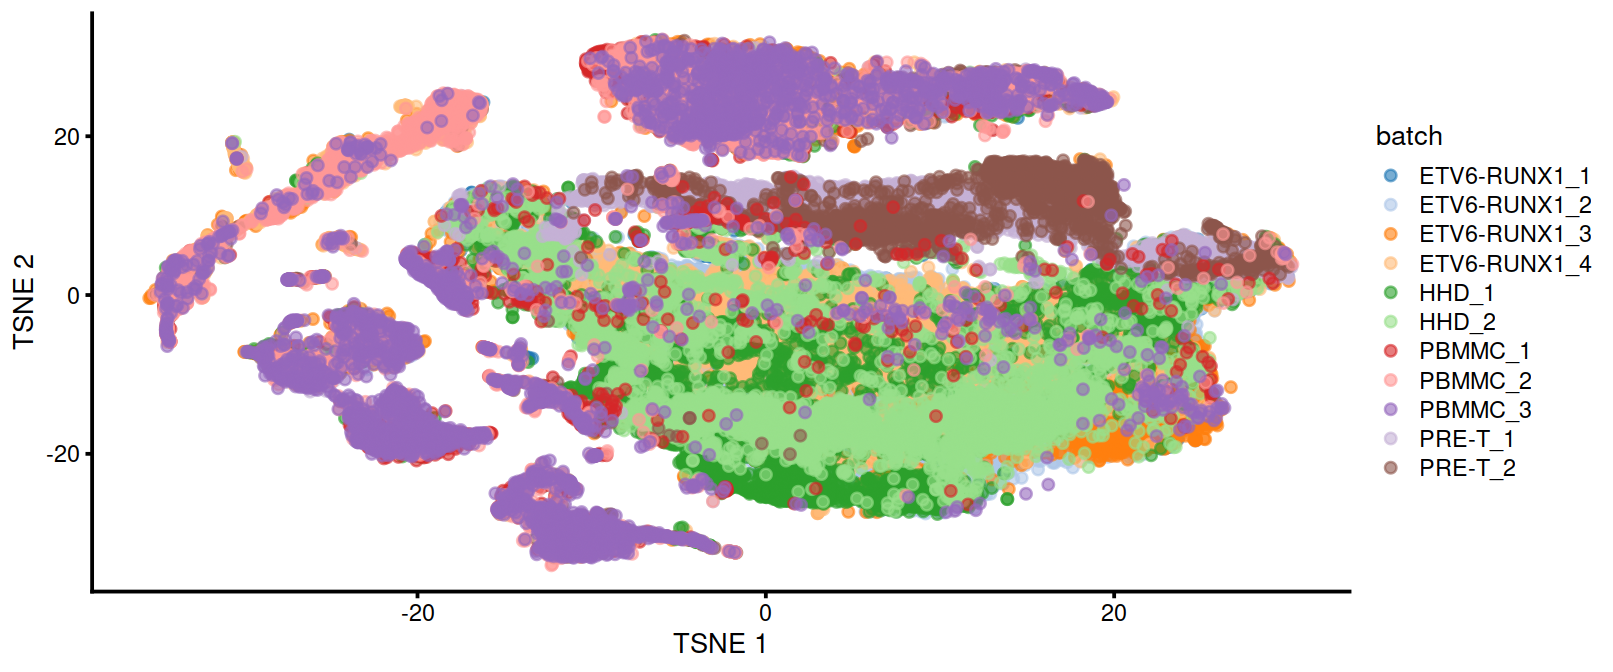 TSNE 2
20
0
-20
-20
0
20
TSNE 1
batch
ETV6-RUNX1_1
ETV6-RUNX1_2
ETV6-RUNX1_3
ETV6-RUNX1_4
HHD_1
HHD_2
PBMMC_1
PBMMC_2
PBMMC_3
PRE-T_1
PRE-T_2